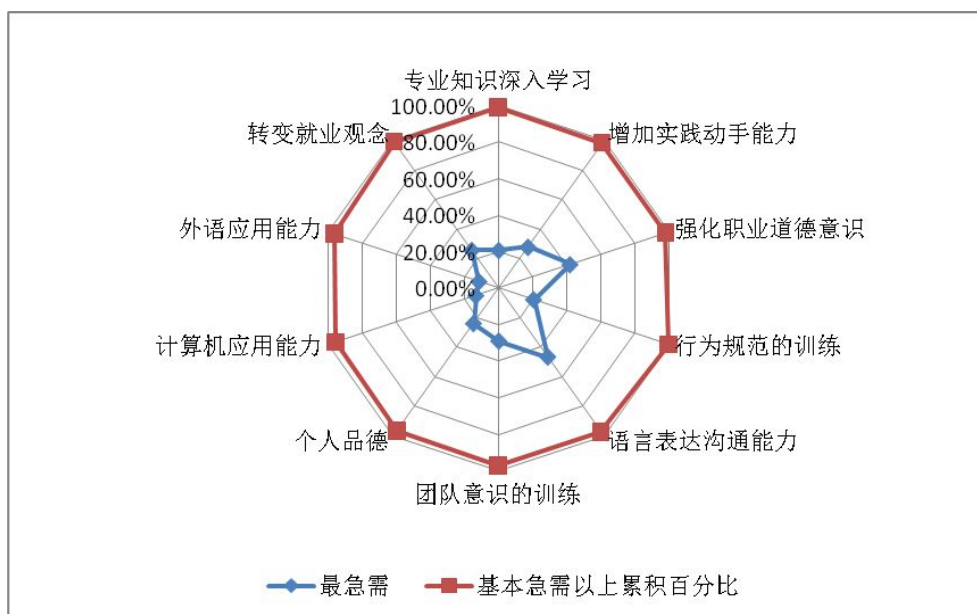 专业知识深入学习
100.00%
转变就业观念
80.00%
增加实践动手能力
60.00%
40.00%
外语应用能力
强化职业道德意识
20.00%
0.00%
计算机应用能力
行为规范的训练
个人品德
语言表达沟通能力
团队意识的训练
最急需
基本急需以上累积百分比